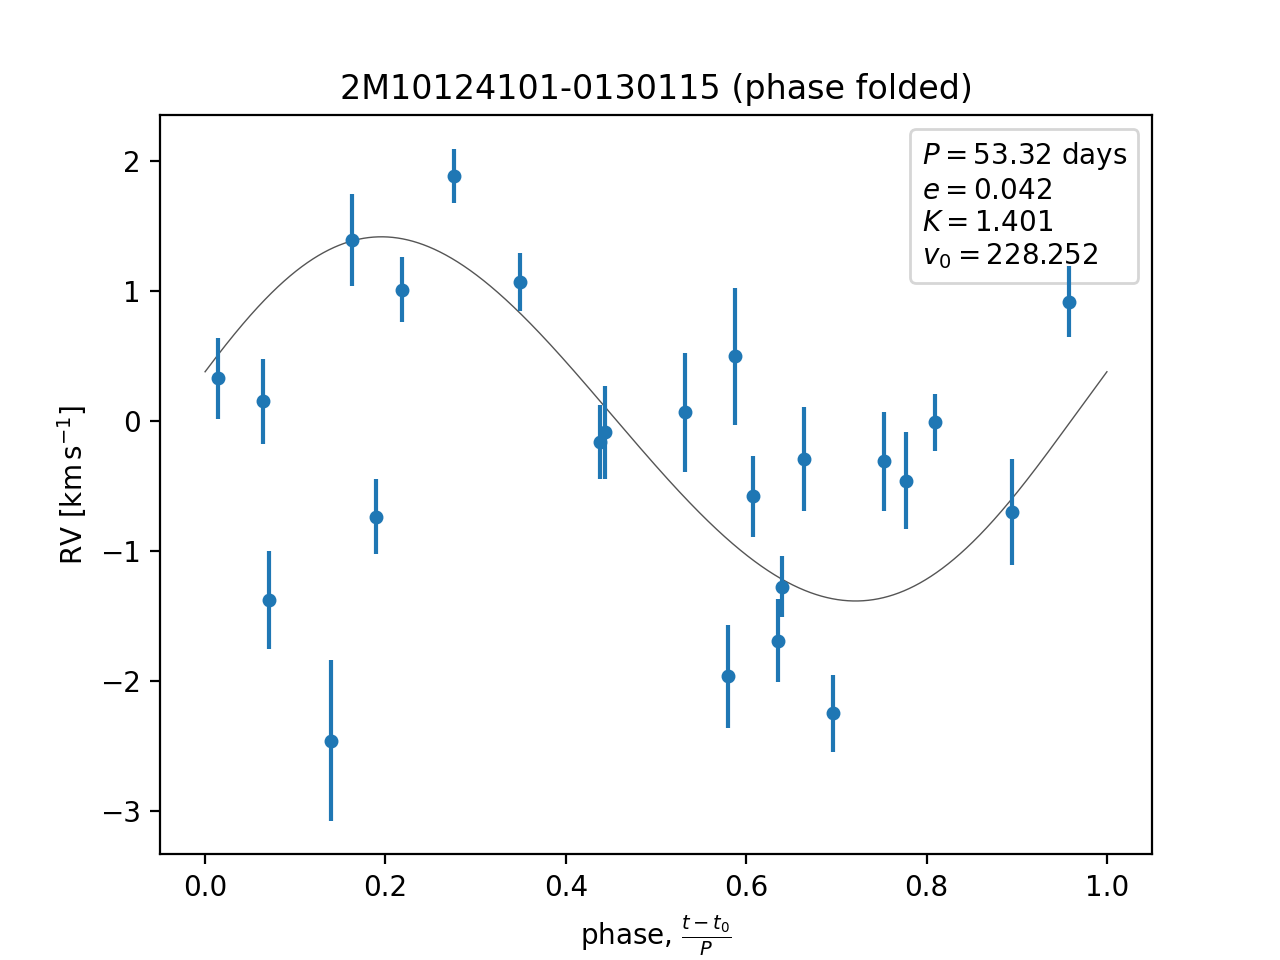 2M10124101-0130115 (phase folded)
P = 53.32 days
e = 0.042
K = 1.401
v₀ = 228.252
RV [km s⁻¹]
2
1
0
−1
−2
−3
0.0 0.2 0.4 0.6 0.8 1.0
phase, (t − t₀)/P